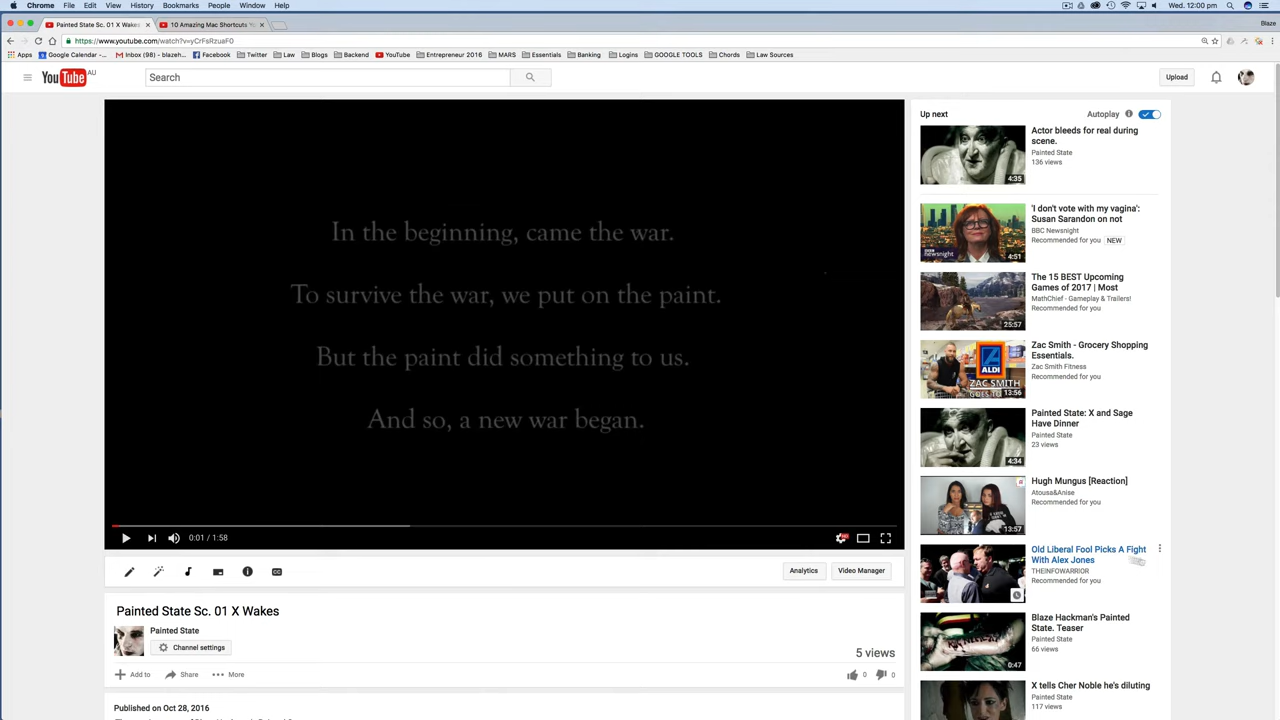 Chrome File Edit View History Bookmarks People Window Help
Wed. 12:00 pm
Painted State Sc. 01 X Wakes
10 Amazing Mac Shortcuts
Blaze
https://www.youtube.com/watch?v=yCrFsRzuaF0
Apps Google Calendar -... Inbox (98) - blazeh... Facebook Twitter Law Blogs Backend YouTube Entrepreneur 2016 MARS Essentials Banking Logins GOOGLE TOOLS Chords Law Sources
YouTube AU
Search
Upload
In the beginning, came the war.
To survive the war, we put on the paint.
But the paint did something to us.
And so, a new war began.
0:01 / 1:58
Analytics
Video Manager
Painted State Sc. 01 X Wakes
Painted State
Channel settings
5 views
Add to
Share
More
0
0
Published on Oct 28, 2016
Up next
Autoplay
4:35
Actor bleeds for real during
scene.
Painted State
136 views
newsnight
4:51
'I don't vote with my vagina':
Susan Sarandon on not
BBC Newsnight
Recommended for you NEW
25:57
The 15 BEST Upcoming
Games of 2017 | Most
MathChief - Gameplay & Trailers!
Recommended for you
ALDI
ZAC SMITH
13:56
Zac Smith - Grocery Shopping
Essentials.
Zac Smith Fitness
Recommended for you
4:34
Painted State: X and Sage
Have Dinner
Painted State
23 views
13:57
Hugh Mungus [Reaction]
Atousa&Anise
Recommended for you
Old Liberal Fool Picks A Fight
With Alex Jones
THEINFOWARRIOR
Recommended for you
0:47
Blaze Hackman's Painted
State. Teaser
Painted State
66 views
X tells Cher Noble he's diluting
Painted State
117 views